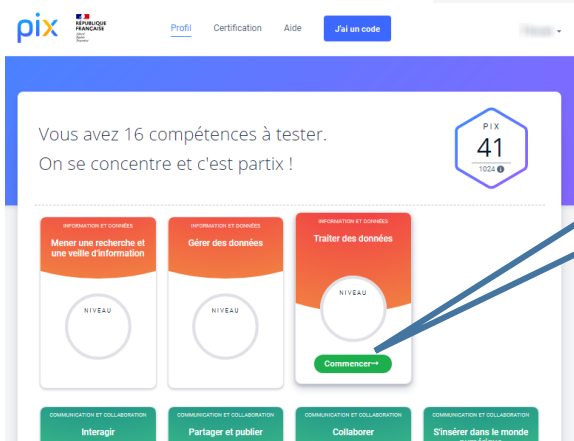 pix
RÉPUBLIQUE
FRANÇAISE
Profil
Certification
Aide
J'ai un code
Vous avez 16 compétences à tester.
On se concentre et c'est partix !
PIX
41
1024
INFORMATION ET DONNÉES
Mener une recherche et
une veille d'information
NIVEAU
INFORMATION ET DONNÉES
Gérer des données
NIVEAU
INFORMATION ET DONNÉES
Traiter des données
NIVEAU
Commencer→
COMMUNICATION ET COLLABORATION
Interagir
COMMUNICATION ET COLLABORATION
Partager et publier
COMMUNICATION ET COLLABORATION
Collaborer
COMMUNICATION ET COLLABORATION
S'insérer dans le monde
numérique